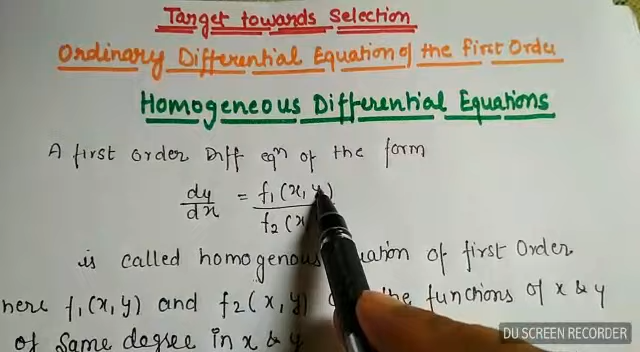 Target towards Selection
Ordinary Differential Equation of the first Order
Homogeneous Differential Equations
A first Order Diff eqn of the form
dy/dx = f₁(x, y)/f₂(x
is called homogenous equation of first Order
here f₁(x, y) and f₂(x, y) the functions of x & y
of Same degree in x & y
DU SCREEN RECORDER